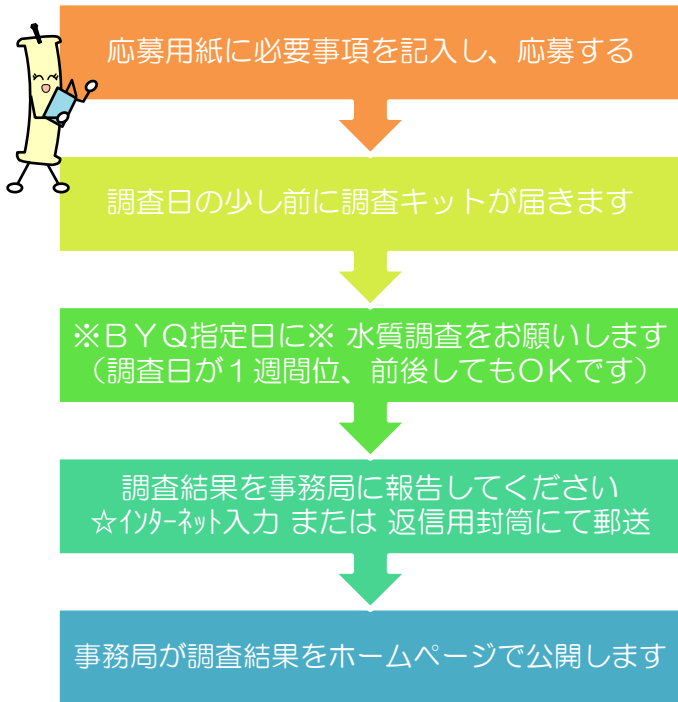 応募用紙に必要事項を記入し、応募する
調査日の少し前に調査キットが届きます
※ＢＹＱ指定日に※ 水質調査をお願いします
（調査日が１週間位、前後してもＯＫです）
調査結果を事務局に報告してください
☆ｲﾝﾀｰﾈｯﾄ入力 または 返信用封筒にて郵送
事務局が調査結果をホームページで公開します